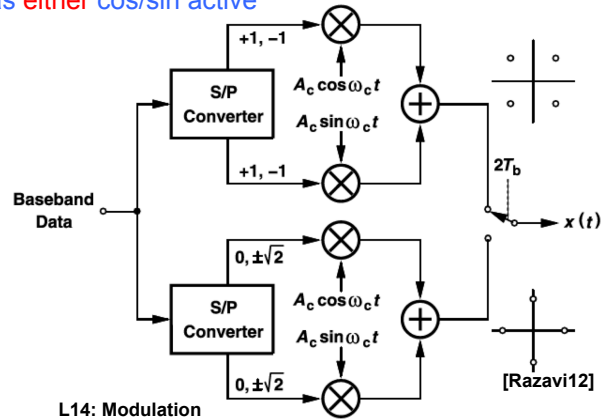 as either cos/sin active
+1, –1
S/P
Converter
A_c cos ω_c t
A_c sin ω_c t
+1, –1
+
2T_b
Baseband
Data
x (t)
0, ±√2
S/P
Converter
A_c cos ω_c t
A_c sin ω_c t
+
0, ±√2
[Razavi12]
L14: Modulation